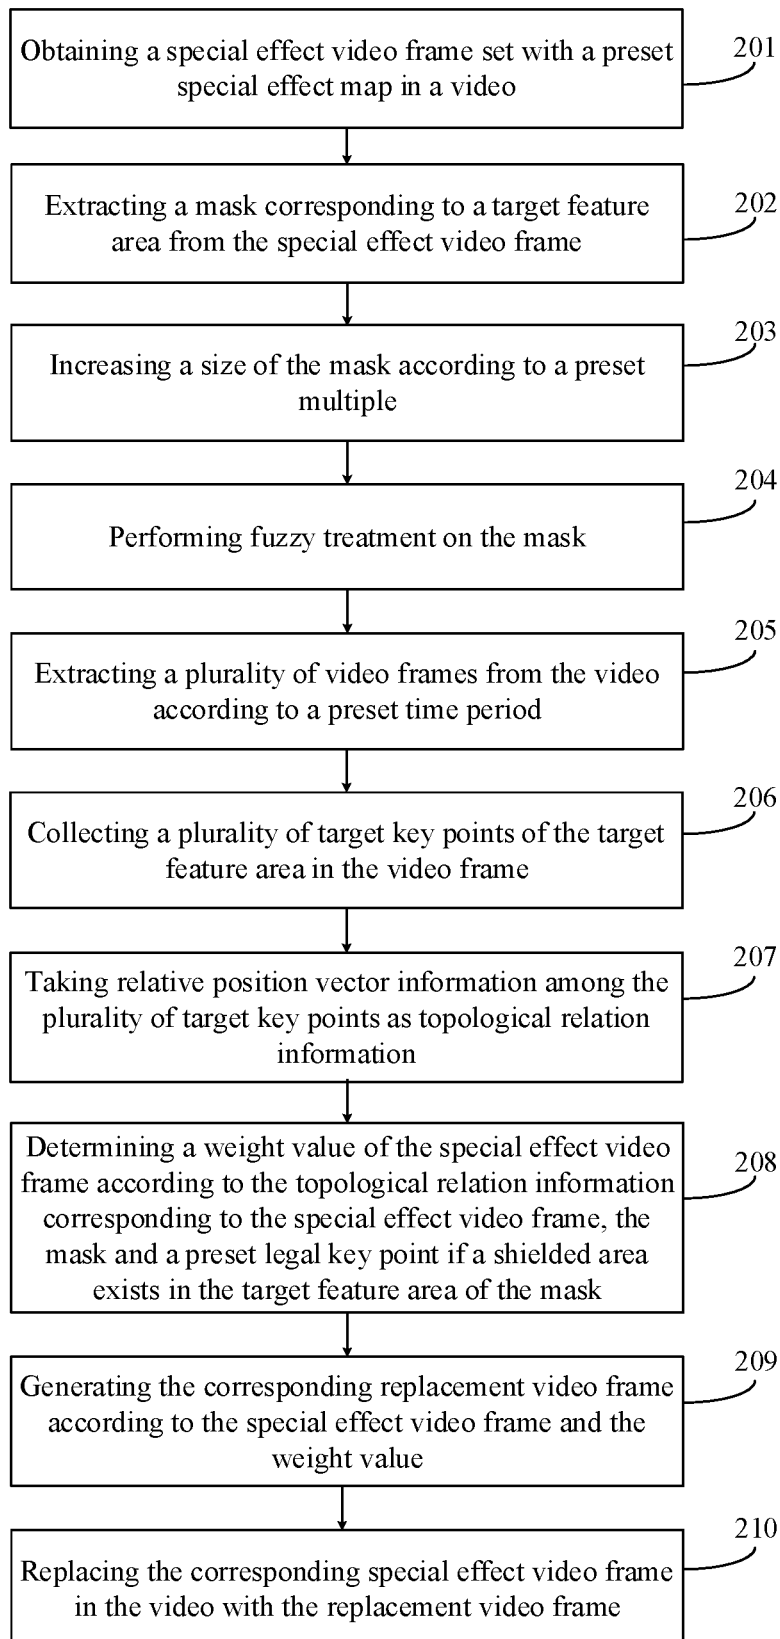 Obtaining a special effect video frame set with a preset
special effect map in a video
201
Extracting a mask corresponding to a target feature
area from the special effect video frame
202
Increasing a size of the mask according to a preset
multiple
203
Performing fuzzy treatment on the mask
204
Extracting a plurality of video frames from the video
according to a preset time period
205
Collecting a plurality of target key points of the target
feature area in the video frame
206
Taking relative position vector information among the
plurality of target key points as topological relation
information
207
Determining a weight value of the special effect video
frame according to the topological relation information
corresponding to the special effect video frame, the
mask and a preset legal key point if a shielded area
exists in the target feature area of the mask
208
Generating the corresponding replacement video frame
according to the special effect video frame and the
weight value
209
Replacing the corresponding special effect video frame
in the video with the replacement video frame
210